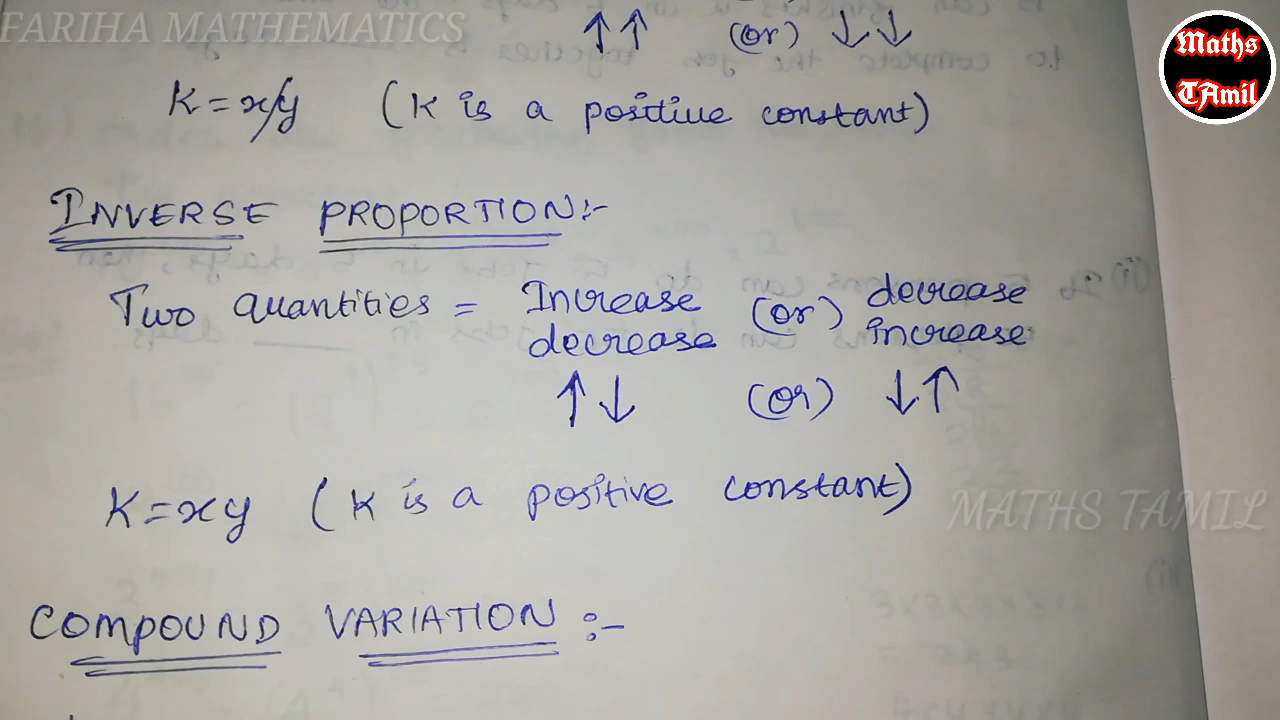 FARIHA MATHEMATICS
Maths
TAmil
↑↑ (or) ↓↓
K = x/y (K is a positive constant)
INVERSE PROPORTION:-
Two quantities = Increase (or) decrease
decrease increase
↑↓ (or) ↓↑
K = xy (K is a positive constant)
MATHS TAMIL
COMPOUND VARIATION :-